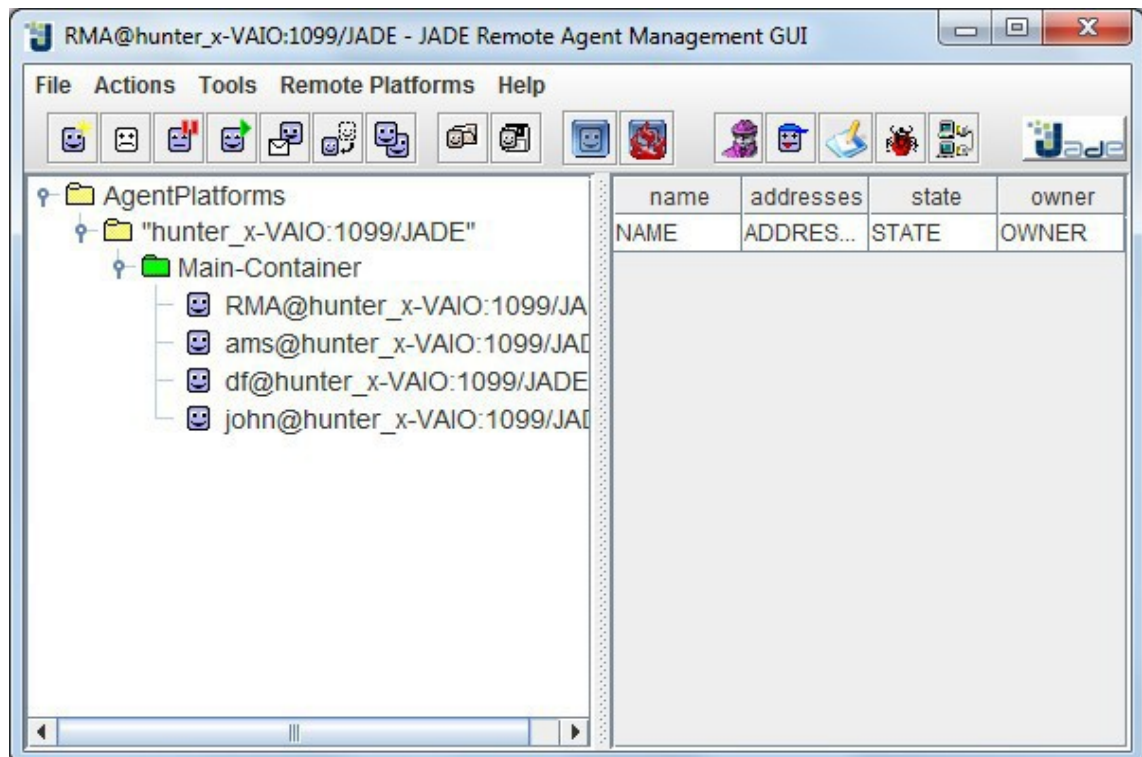 RMA@hunter_x-VAIO:1099/JADE - JADE Remote Agent Management GUI
File Actions Tools Remote Platforms Help
Jade
AgentPlatforms
"hunter_x-VAIO:1099/JADE"
Main-Container
RMA@hunter_x-VAIO:1099/JA
ams@hunter_x-VAIO:1099/JAD
df@hunter_x-VAIO:1099/JADE
john@hunter_x-VAIO:1099/JAD
name addresses state owner
NAME ADDRES... STATE OWNER